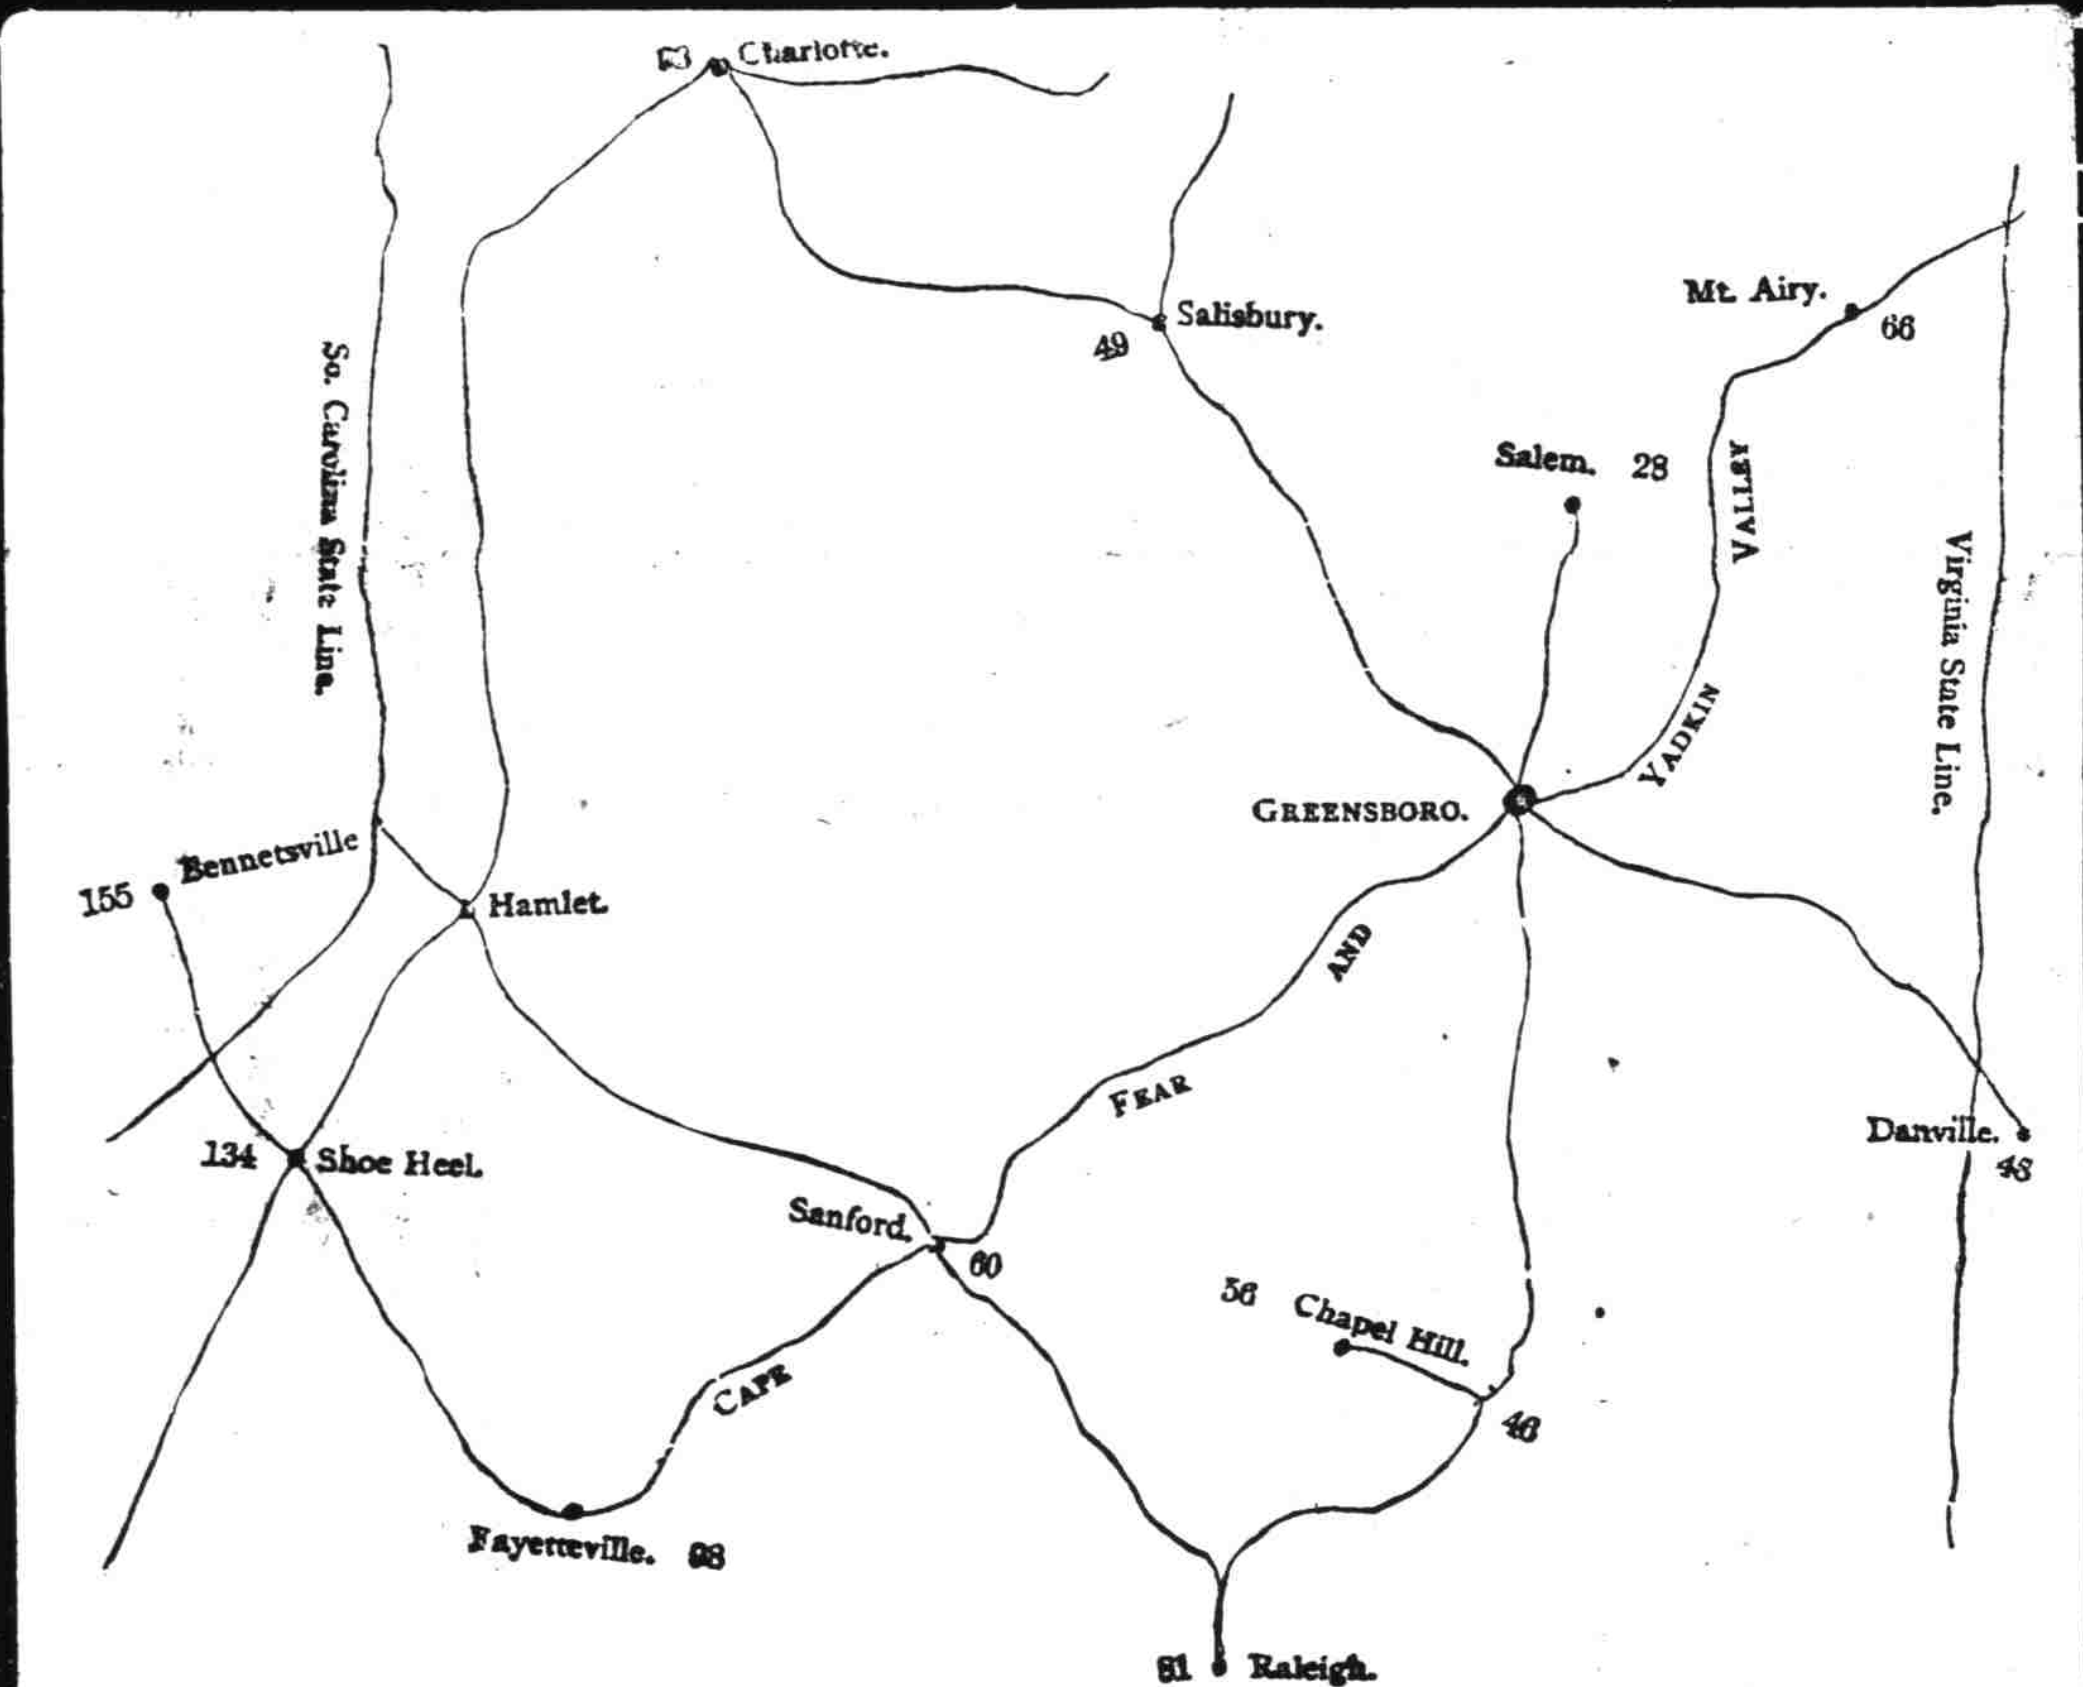 Charlotte.
Salisbury.
49
Mt. Airy.
66
So. Carolina State Line.
Salem. 28
VALLEY
Virginia State Line.
YADKIN
GREENSBORO.
Bennetsville
155
Hamlet.
AND
FEAR
Danville.
48
134
Shoe Heel.
Sanford.
60
56 Chapel Hill.
CAPE
46
Fayetteville. 98
81 Raleigh.